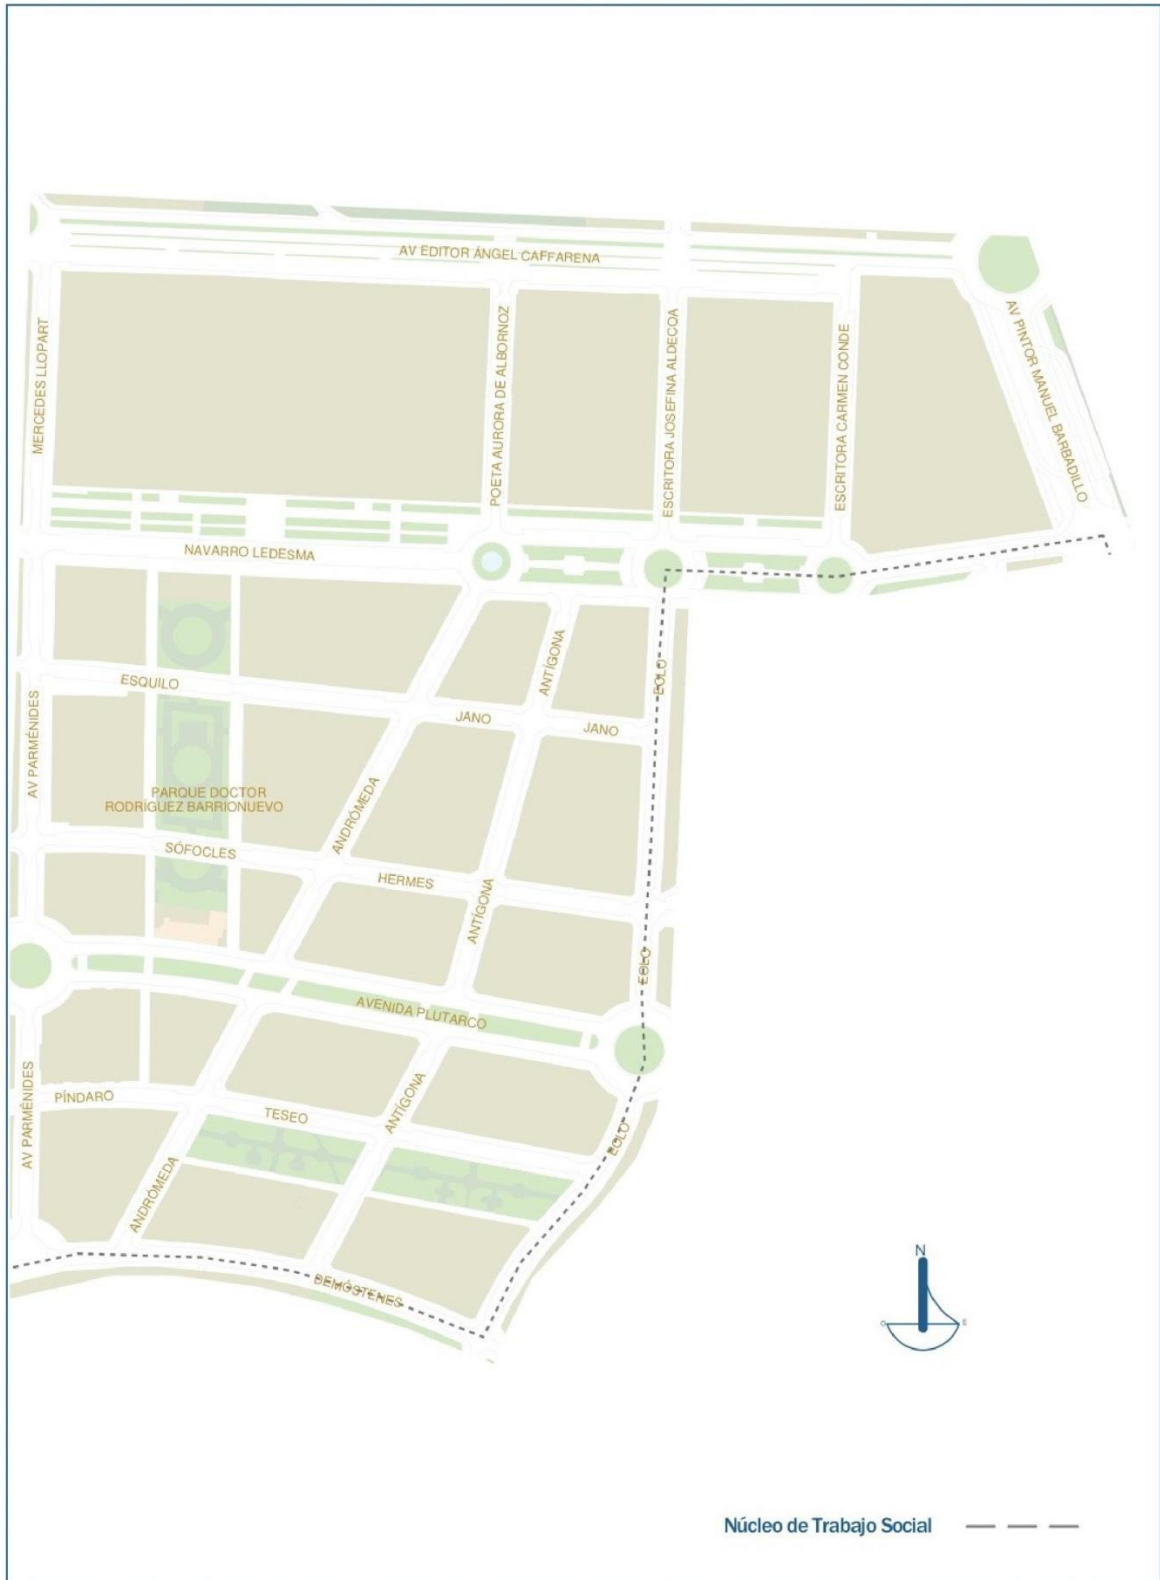 AV EDITOR ÁNGEL CAFFARENA
MERCEDES LLOPART
POETA AURORA DE ALBORNOZ
ESCRITORA JOSEFINA ALDECOA
ESCRITORA CARMEN CONDE
AV PINTOR MANUEL BARBADILLO
NAVARRO LEDESMA
ANTÍGONA
EOLO
ESQUILO
JANO
JANO
AV PARMÉNIDES
PARQUE DOCTOR
RODRÍGUEZ BARRIONUEVO
ANDRÓMEDA
SÓFOCLES
HERMES
ANTÍGONA
EOLO
AVENIDA PLUTARCO
AV PARMÉNIDES
PÍNDARO
TESEO
ANTÍGONA
EOLO
ANDRÓMEDA
DEMÓSTENES
N
O
E
Núcleo de Trabajo Social